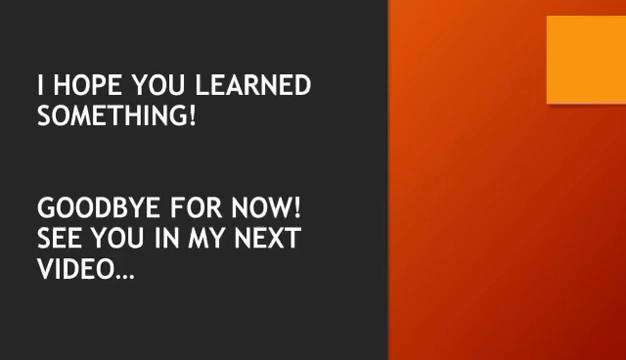 I HOPE YOU LEARNED
SOMETHING!
GOODBYE FOR NOW!
SEE YOU IN MY NEXT
VIDEO...